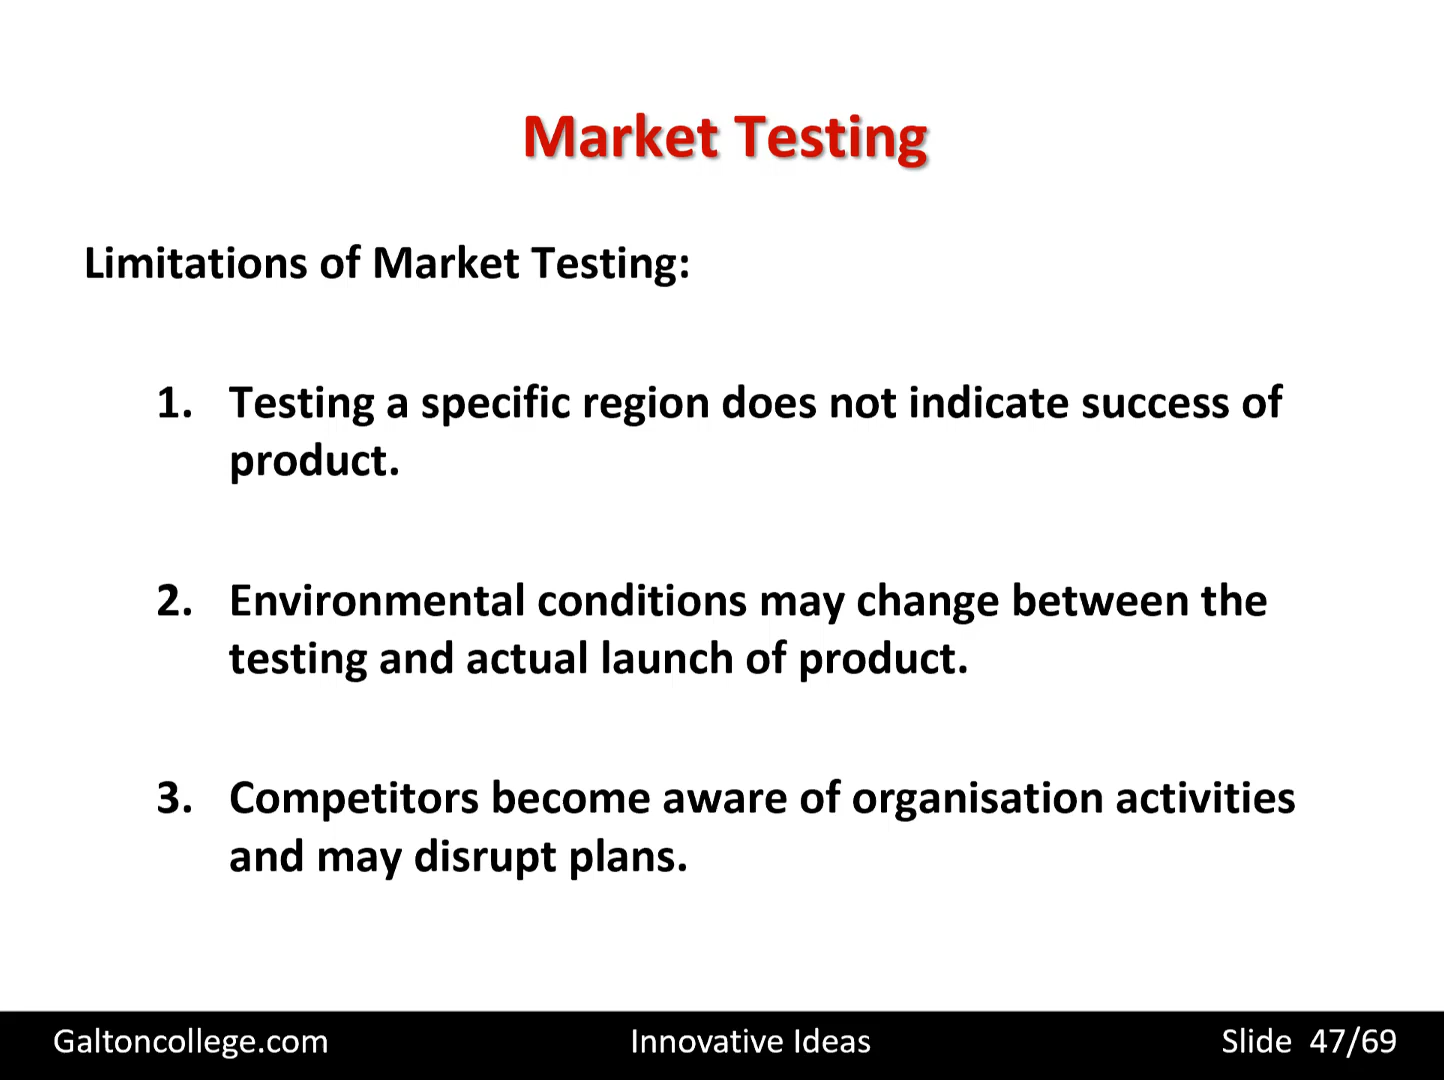 Market Testing
Limitations of Market Testing:
1. Testing a specific region does not indicate success of
product.
2. Environmental conditions may change between the
testing and actual launch of product.
3. Competitors become aware of organisation activities
and may disrupt plans.
Galtoncollege.com Innovative Ideas Slide 47/69